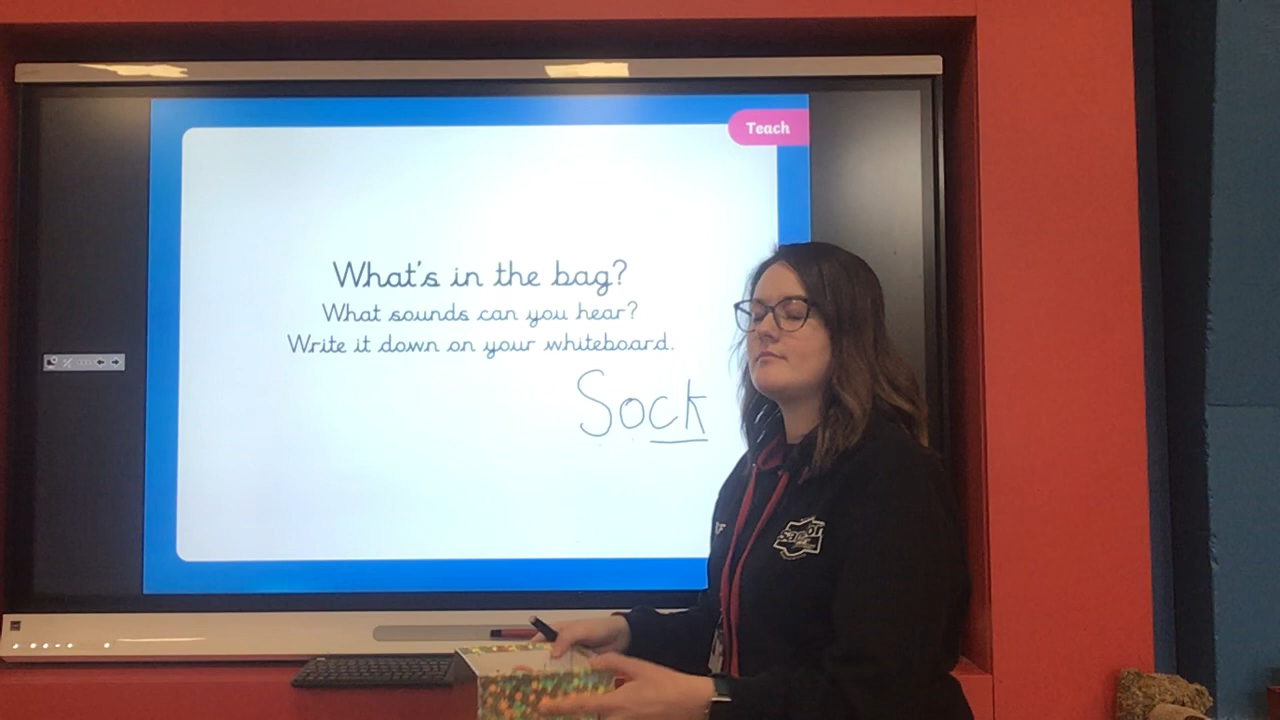 Teach
What's in the bag?
What sounds can you hear?
Write it down on your whiteboard.
Sock